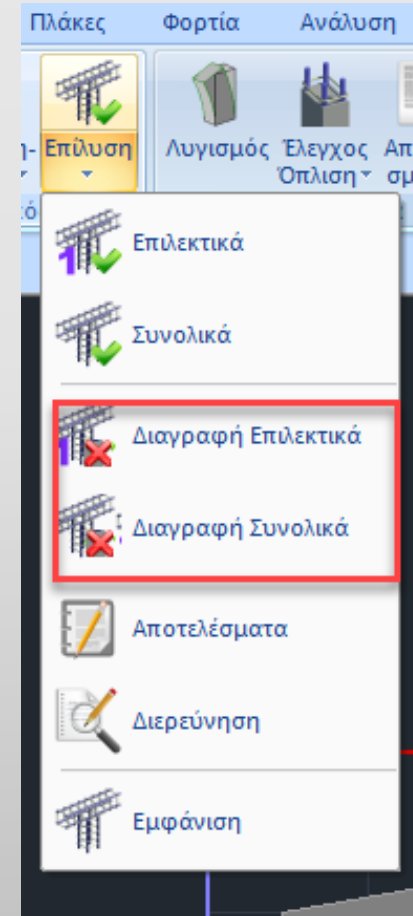 Πλάκες Φορτία Ανάλυση
Επίλυση Λυγισμός Έλεγχος
Όπλιση
Επιλεκτικά
Συνολικά
Διαγραφή Επιλεκτικά
Διαγραφή Συνολικά
Αποτελέσματα
Διερεύνηση
Εμφάνιση